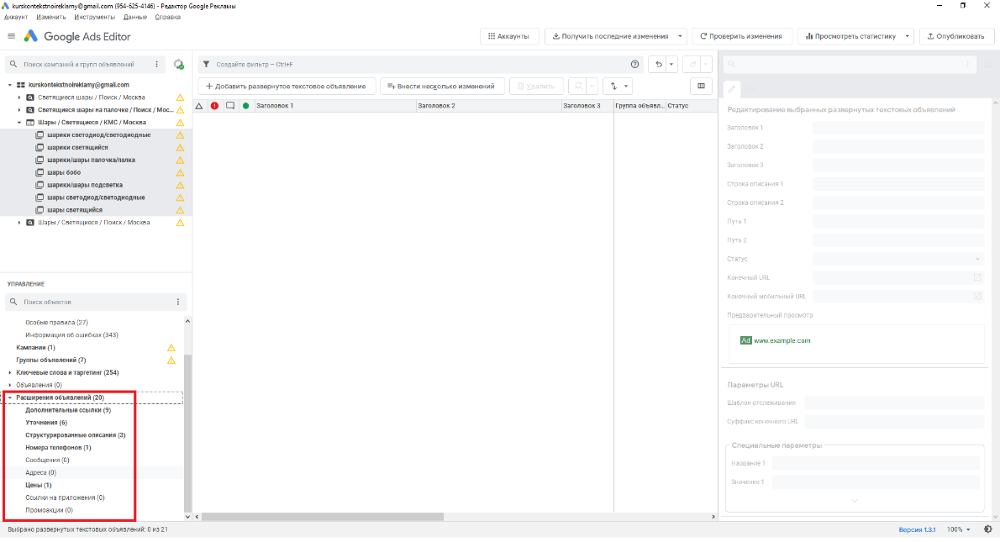 kurskontekstnoireklamy@gmail.com (954-625-4146) - Редактор Google Рекламы
Аккаунт Изменить Инструменты Данные Справка
Google Ads Editor
Аккаунты
Получить последние изменения
Проверить изменения
Просмотреть статистику
Опубликовать
Поиск кампаний и групп объявлений
Создайте фильтр – Ctrl+F
kurskontekstnoireklamy@gmail.com
Светящиеся шары / Поиск / Москва
Светящиеся шары на палочке / Поиск / Мос...
Шары / Светящиеся / КМС / Москва
шарики светодиод/светодиодные
шарики светящийся
шарики/шары палочка/палка
шары бобо
шарики/шары подсветка
шары светодиод/светодиодные
шары светящийся
Шары / Светящиеся / Поиск / Москва
Добавить развернутое текстовое объявление
Внести несколько изменений
Удалить
Заголовок 1 Заголовок 2 Заголовок 3 Группа объявл... Статус
УПРАВЛЕНИЕ
Поиск объектов
Особые правила (27)
Информация об ошибках (343)
Кампании (1)
Группы объявлений (7)
Ключевые слова и таргетинг (254)
Объявления (0)
Расширения объявлений (20)
Дополнительные ссылки (9)
Уточнения (6)
Структурированные описания (3)
Номера телефонов (1)
Сообщения (0)
Адреса (0)
Цены (1)
Ссылки на приложения (0)
Промоакции (0)
Редактирование выбранных развернутых текстовых объявлений
Заголовок 1
Заголовок 2
Заголовок 3
Строка описания 1
Строка описания 2
Путь 1
Путь 2
Статус
Конечный URL
Конечный мобильный URL
Предварительный просмотр
Ad www.example.com
Параметры URL
Шаблон отслеживания
Суффикс конечного URL
Специальные параметры
Название 1
Значение 1
Выбрано развернутых текстовых объявлений: 0 из 21
Версия 1.3.1 100%